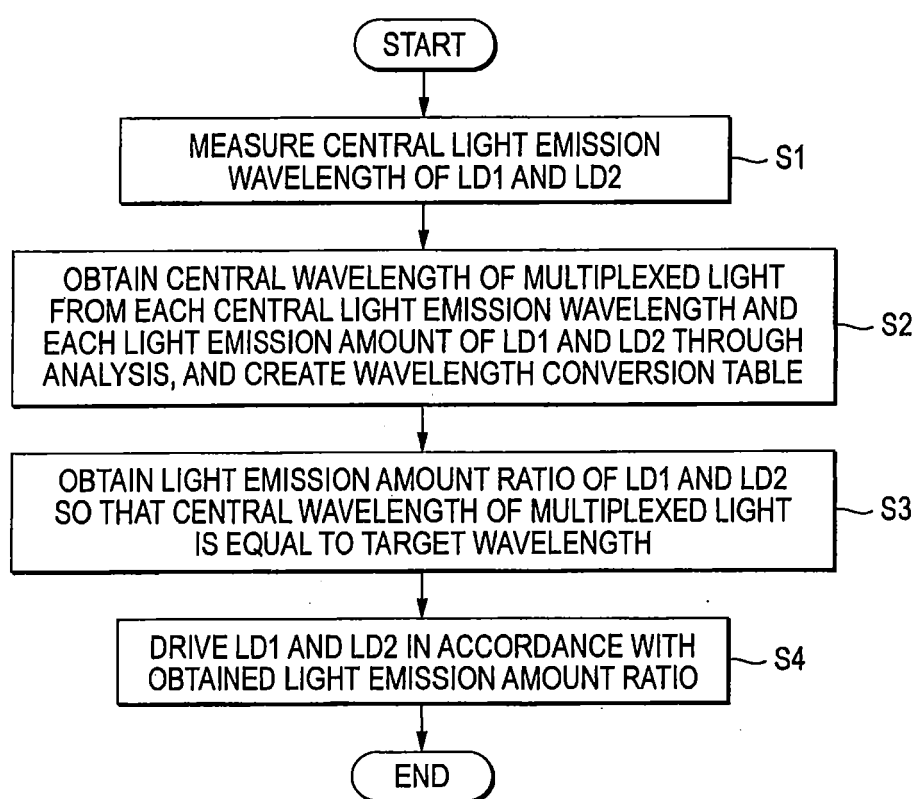 START
MEASURE CENTRAL LIGHT EMISSION
WAVELENGTH OF LD1 AND LD2
S1
OBTAIN CENTRAL WAVELENGTH OF MULTIPLEXED LIGHT
FROM EACH CENTRAL LIGHT EMISSION WAVELENGTH AND
EACH LIGHT EMISSION AMOUNT OF LD1 AND LD2 THROUGH
ANALYSIS, AND CREATE WAVELENGTH CONVERSION TABLE
S2
OBTAIN LIGHT EMISSION AMOUNT RATIO OF LD1 AND LD2
SO THAT CENTRAL WAVELENGTH OF MULTIPLEXED LIGHT
IS EQUAL TO TARGET WAVELENGTH
S3
DRIVE LD1 AND LD2 IN ACCORDANCE WITH
OBTAINED LIGHT EMISSION AMOUNT RATIO
S4
END